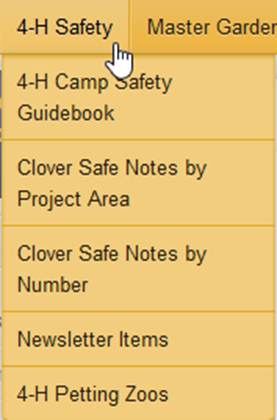 4-H Safety Master Garden
4-H Camp Safety
Guidebook
Clover Safe Notes by
Project Area
Clover Safe Notes by
Number
Newsletter Items
4-H Petting Zoos